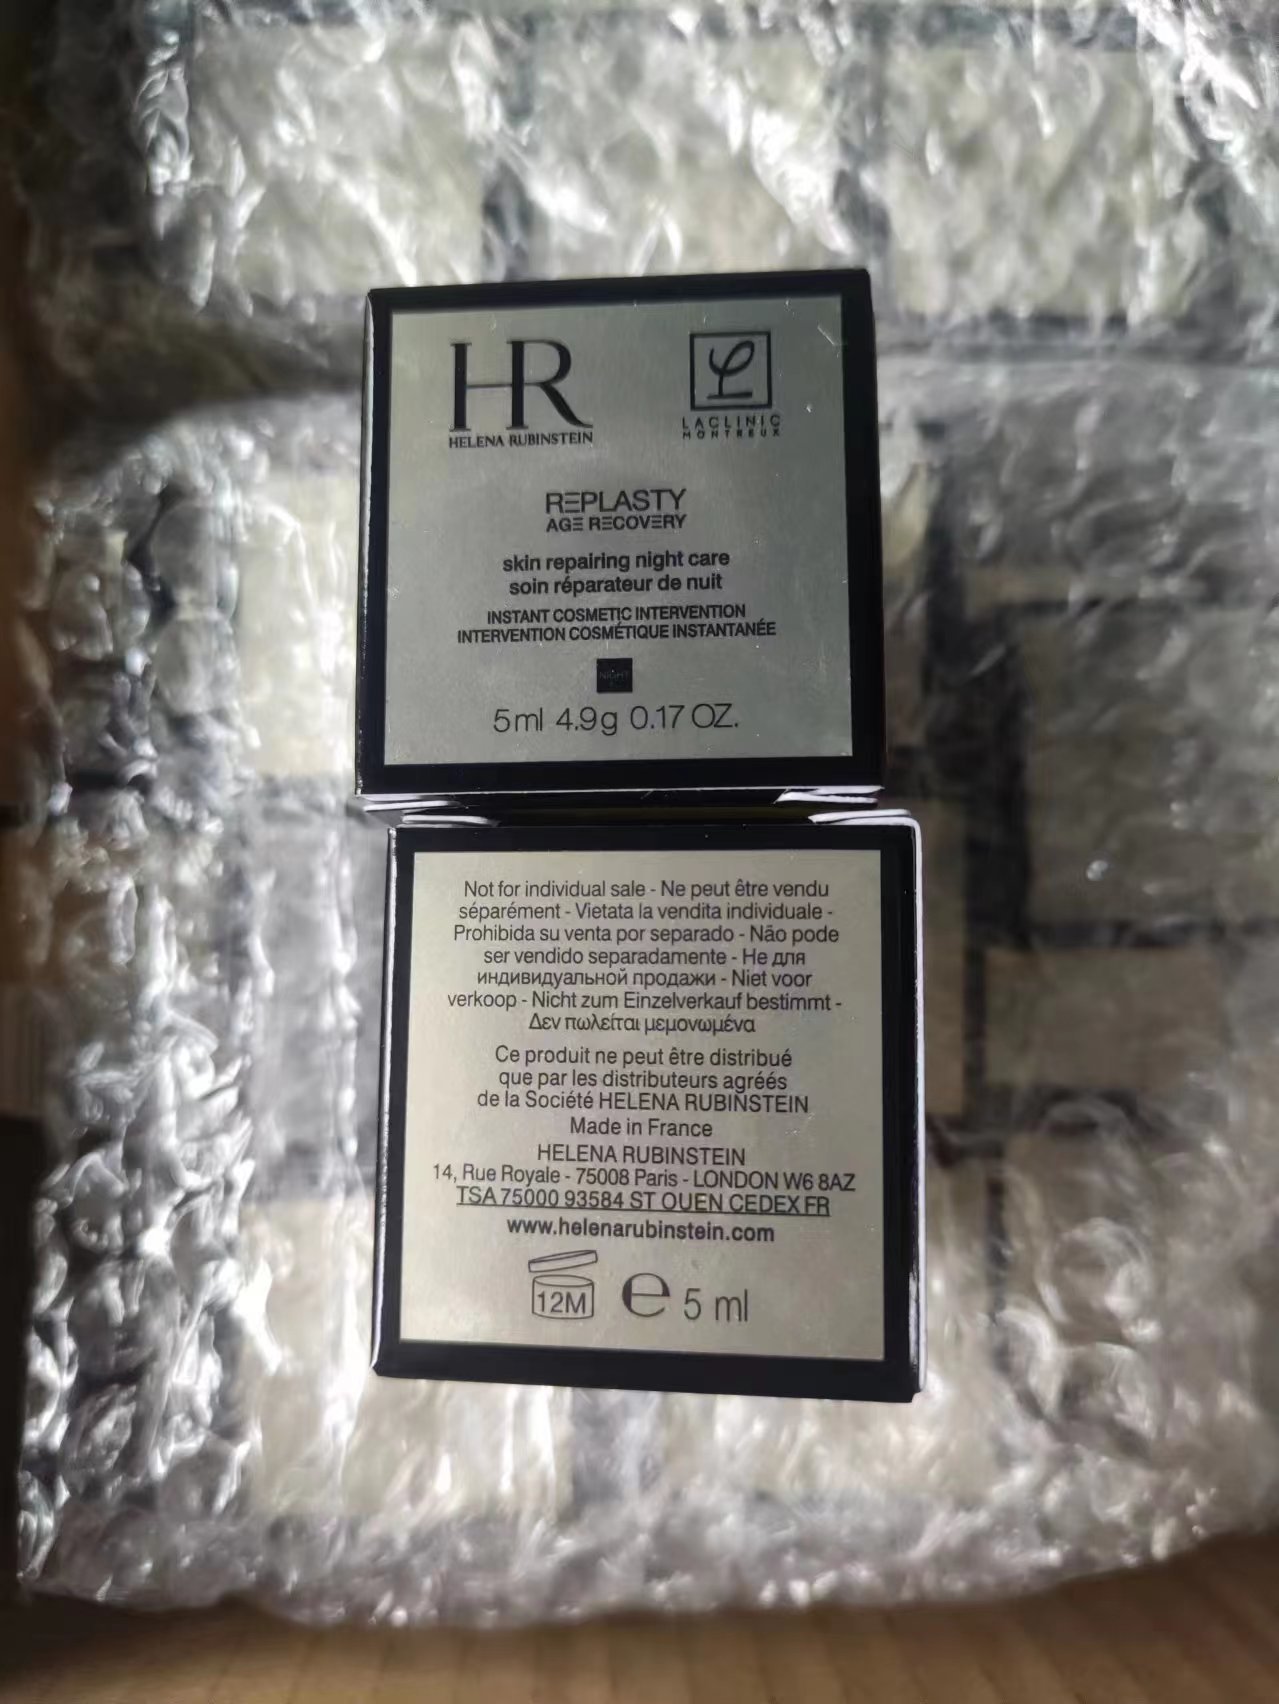 HR
HELENA RUBINSTEIN
LACLINIC
MONTREUX
REPLASTY
AGE RECOVERY
skin repairing night care
soin réparateur de nuit
INSTANT COSMETIC INTERVENTION
INTERVENTION COSMÉTIQUE INSTANTANÉE
NIGHT
5ml 4.9g 0.17 OZ.
Not for individual sale - Ne peut être vendu
séparément - Vietata la vendita individuale -
Prohibida su venta por separado - Não pode
ser vendido separadamente - Не для
индивидуальной продажи - Niet voor
verkoop - Nicht zum Einzelverkauf bestimmt -
Δεν πωλείται μεμονωμένα
Ce produit ne peut être distribué
que par les distributeurs agréés
de la Société HELENA RUBINSTEIN
Made in France
HELENA RUBINSTEIN
14, Rue Royale - 75008 Paris - LONDON W6 8AZ
TSA 75000 93584 ST OUEN CEDEX FR
www.helenarubinstein.com
12M e 5 ml